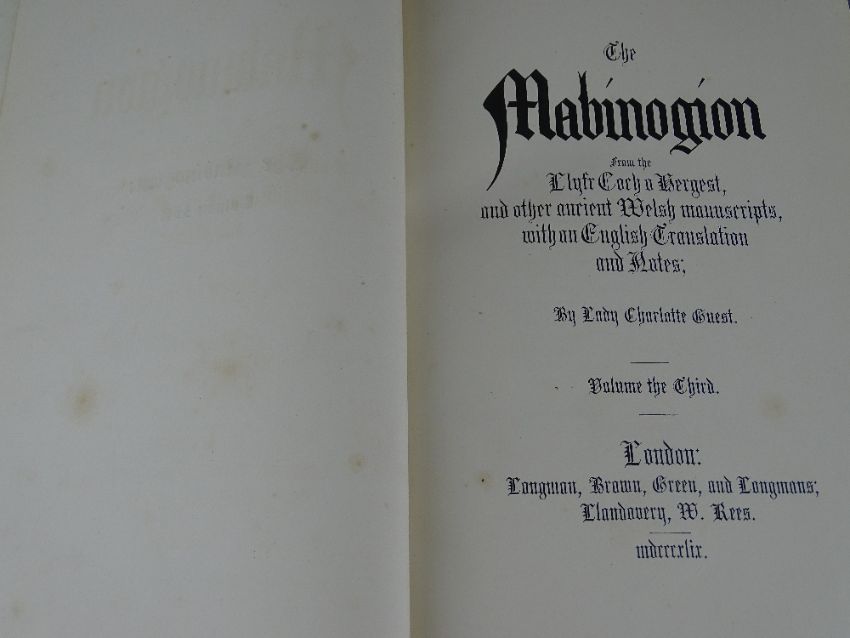 The
Mabinogion
From the
Llyfr Coch o Hergest,
and other ancient Welsh manuscripts,
with an English Translation
and Notes;
By Lady Charlotte Guest.
Volume the Third.
London:
Longman, Brown, Green, and Longmans;
Llandovery, W. Rees.
mdcccxlix.